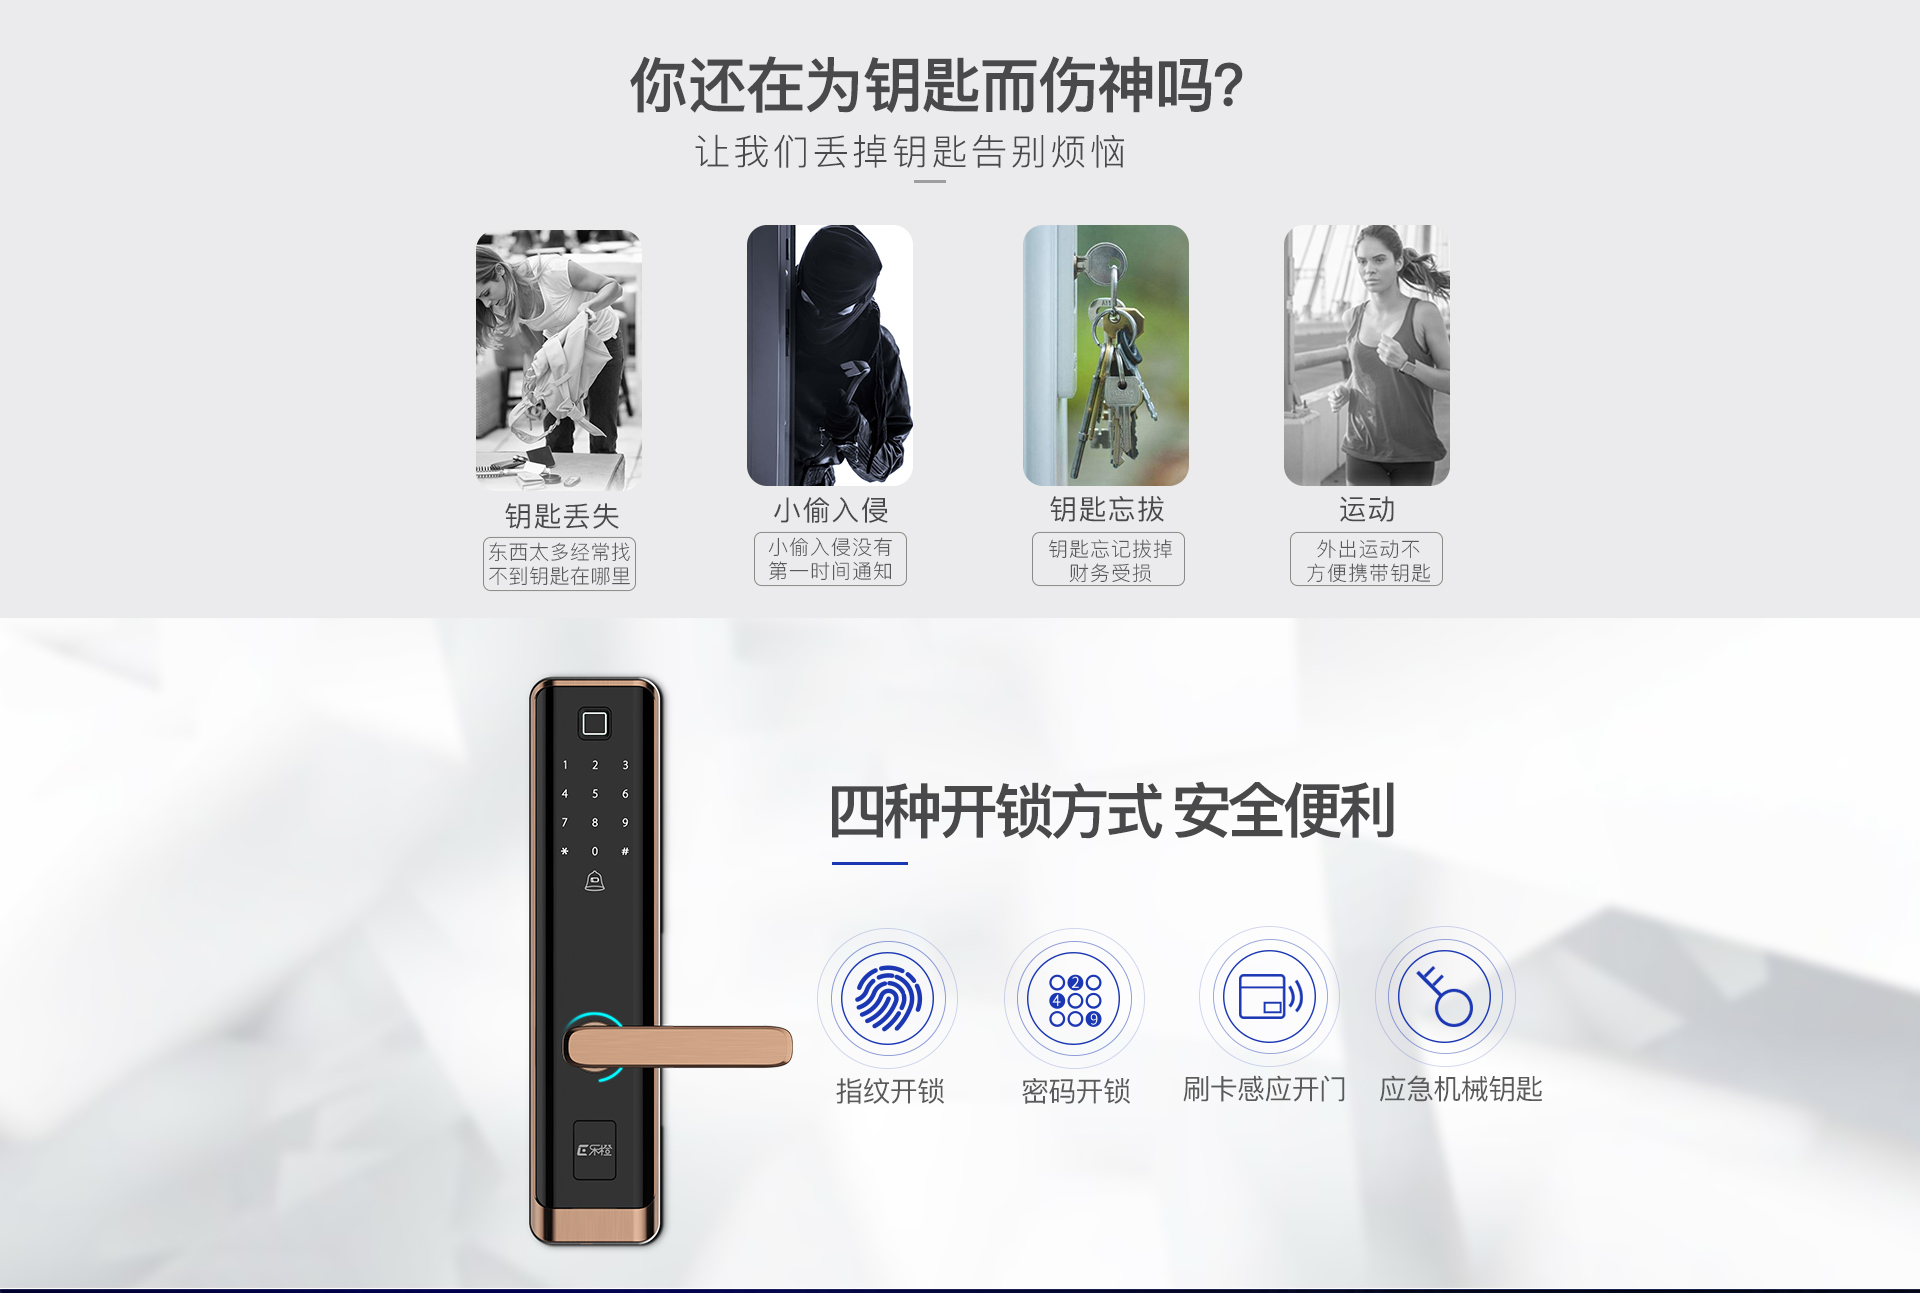 你还在为钥匙而伤神吗?
让我们丢掉钥匙告别烦恼
钥匙丢失
东西太多经常找
不到钥匙在哪里
小偷入侵
小偷入侵没有
第一时间通知
钥匙忘拔
钥匙忘记拔掉
财务受损
运动
外出运动不
方便携带钥匙
1 2 3
4 5 6
7 8 9
* 0 #
乐橙
四种开锁方式 安全便利
2
4
9
指纹开锁
密码开锁
刷卡感应开门
应急机械钥匙